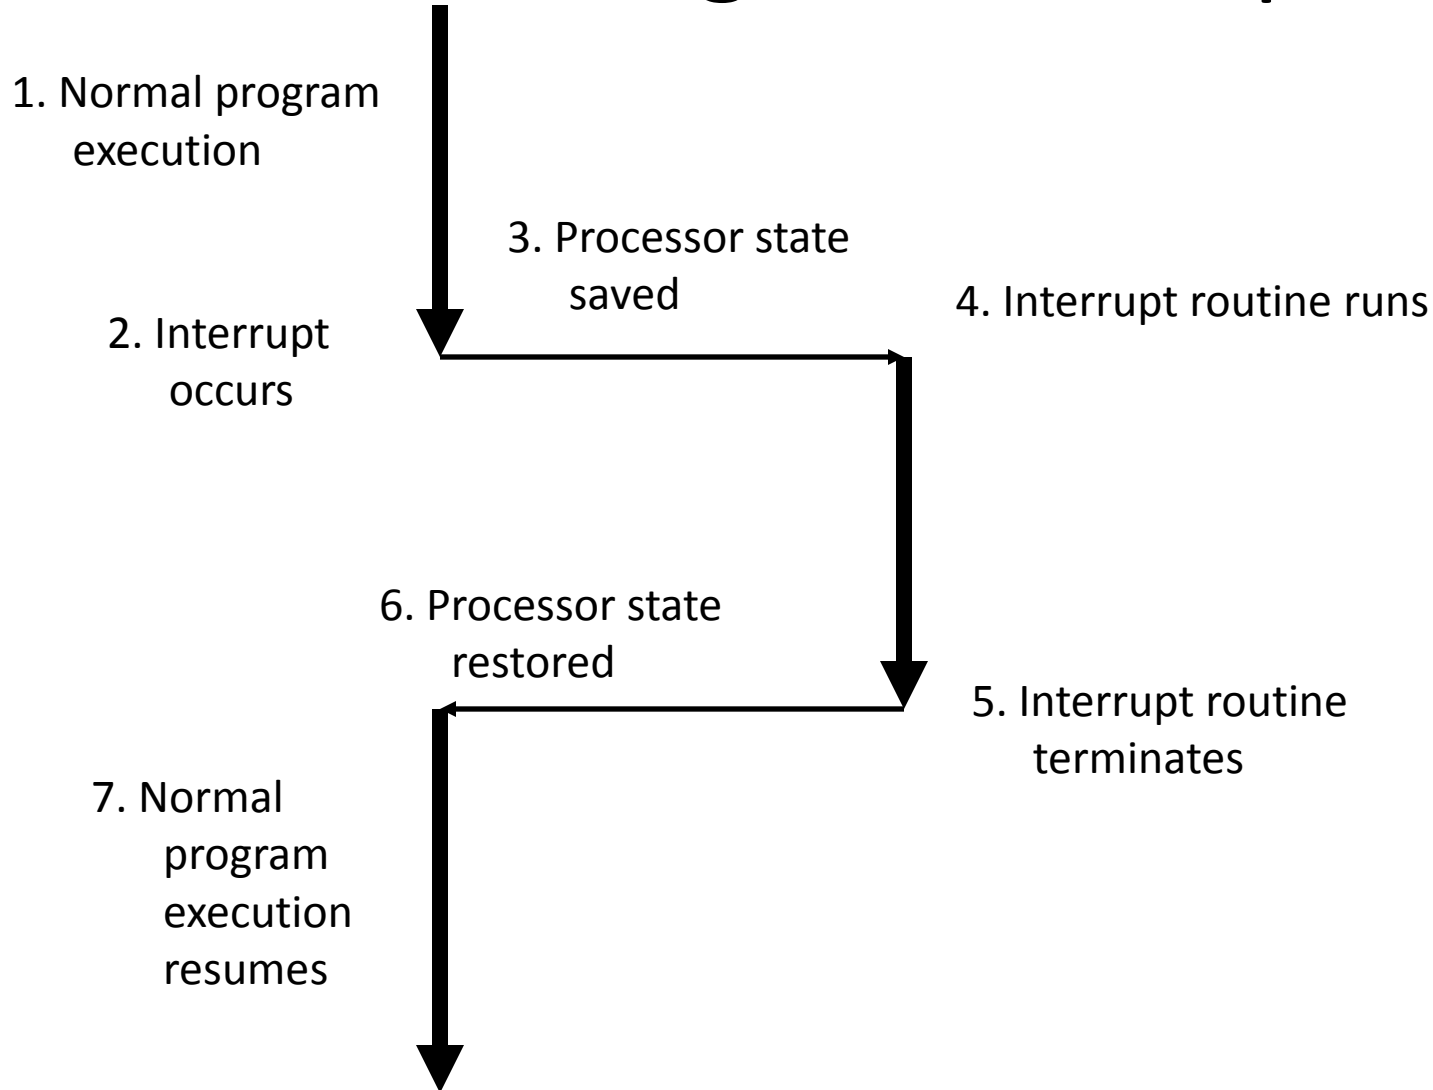 1. Normal program
execution
2. Interrupt
occurs
3. Processor state
saved
4. Interrupt routine runs
5. Interrupt routine
terminates
6. Processor state
restored
7. Normal
program
execution
resumes